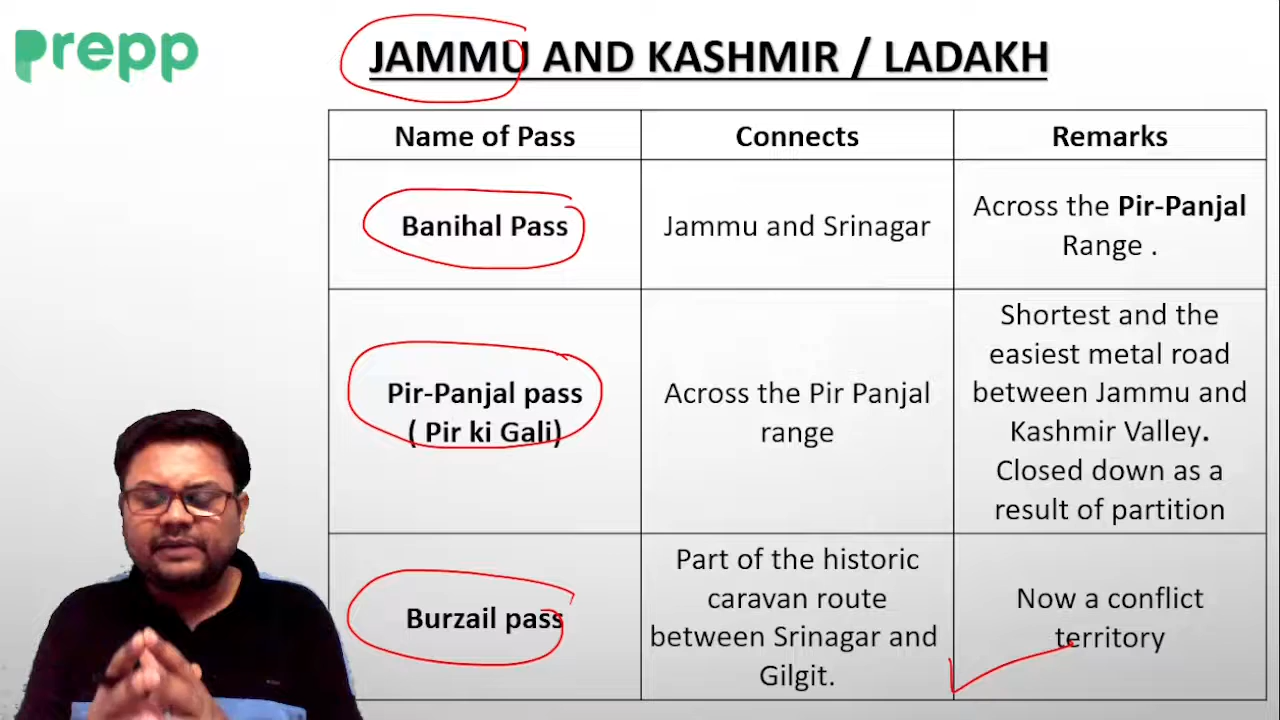 prepp
JAMMU AND KASHMIR / LADAKH
Name of Pass
Connects
Remarks
Banihal Pass
Jammu and Srinagar
Across the Pir-Panjal
Range .
Pir-Panjal pass
( Pir ki Gali)
Across the Pir Panjal
range
Shortest and the
easiest metal road
between Jammu and
Kashmir Valley.
Closed down as a
result of partition
Burzail pass
Part of the historic
caravan route
between Srinagar and
Gilgit.
Now a conflict
territory